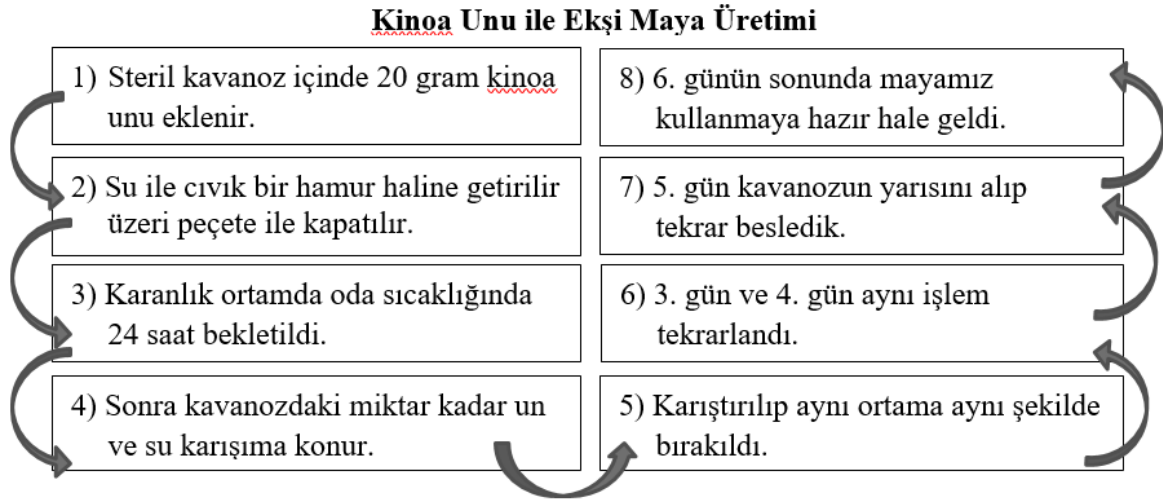 Kinoa Unu ile Ekşi Maya Üretimi
1) Steril kavanoz içinde 20 gram kinoa
unu eklenir.
2) Su ile cıvık bir hamur haline getirilir
üzeri peçete ile kapatılır.
3) Karanlık ortamda oda sıcaklığında
24 saat bekletildi.
4) Sonra kavanozdaki miktar kadar un
ve su karışıma konur.
5) Karıştırılıp aynı ortama aynı şekilde
bırakıldı.
6) 3. gün ve 4. gün aynı işlem
tekrarlandı.
7) 5. gün kavanozun yarısını alıp
tekrar besledik.
8) 6. günün sonunda mayamız
kullanmaya hazır hale geldi.